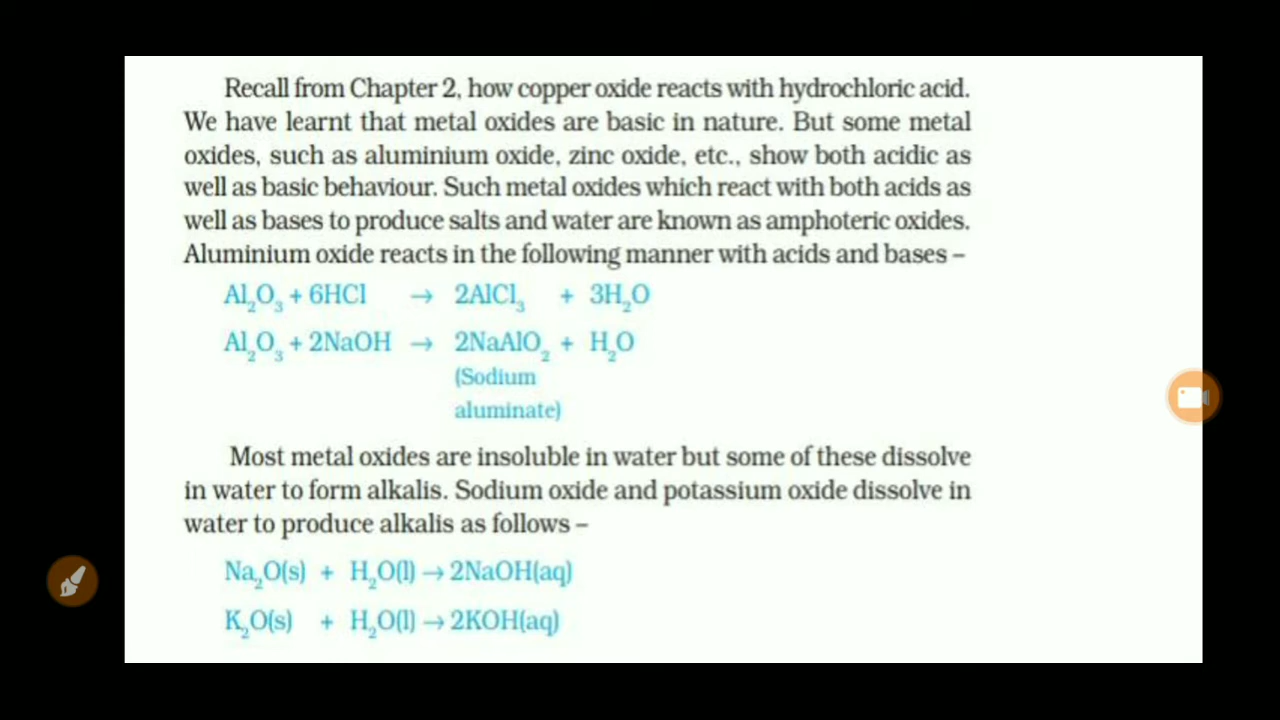 Recall from Chapter 2, how copper oxide reacts with hydrochloric acid.
We have learnt that metal oxides are basic in nature. But some metal
oxides, such as aluminium oxide, zinc oxide, etc., show both acidic as
well as basic behaviour. Such metal oxides which react with both acids as
well as bases to produce salts and water are known as amphoteric oxides.
Aluminium oxide reacts in the following manner with acids and bases –
Al₂O₃ + 6HCl → 2AlCl₃ + 3H₂O
Al₂O₃ + 2NaOH → 2NaAlO₂ + H₂O
(Sodium
aluminate)
Most metal oxides are insoluble in water but some of these dissolve
in water to form alkalis. Sodium oxide and potassium oxide dissolve in
water to produce alkalis as follows –
Na₂O(s) + H₂O(l) → 2NaOH(aq)
K₂O(s) + H₂O(l) → 2KOH(aq)